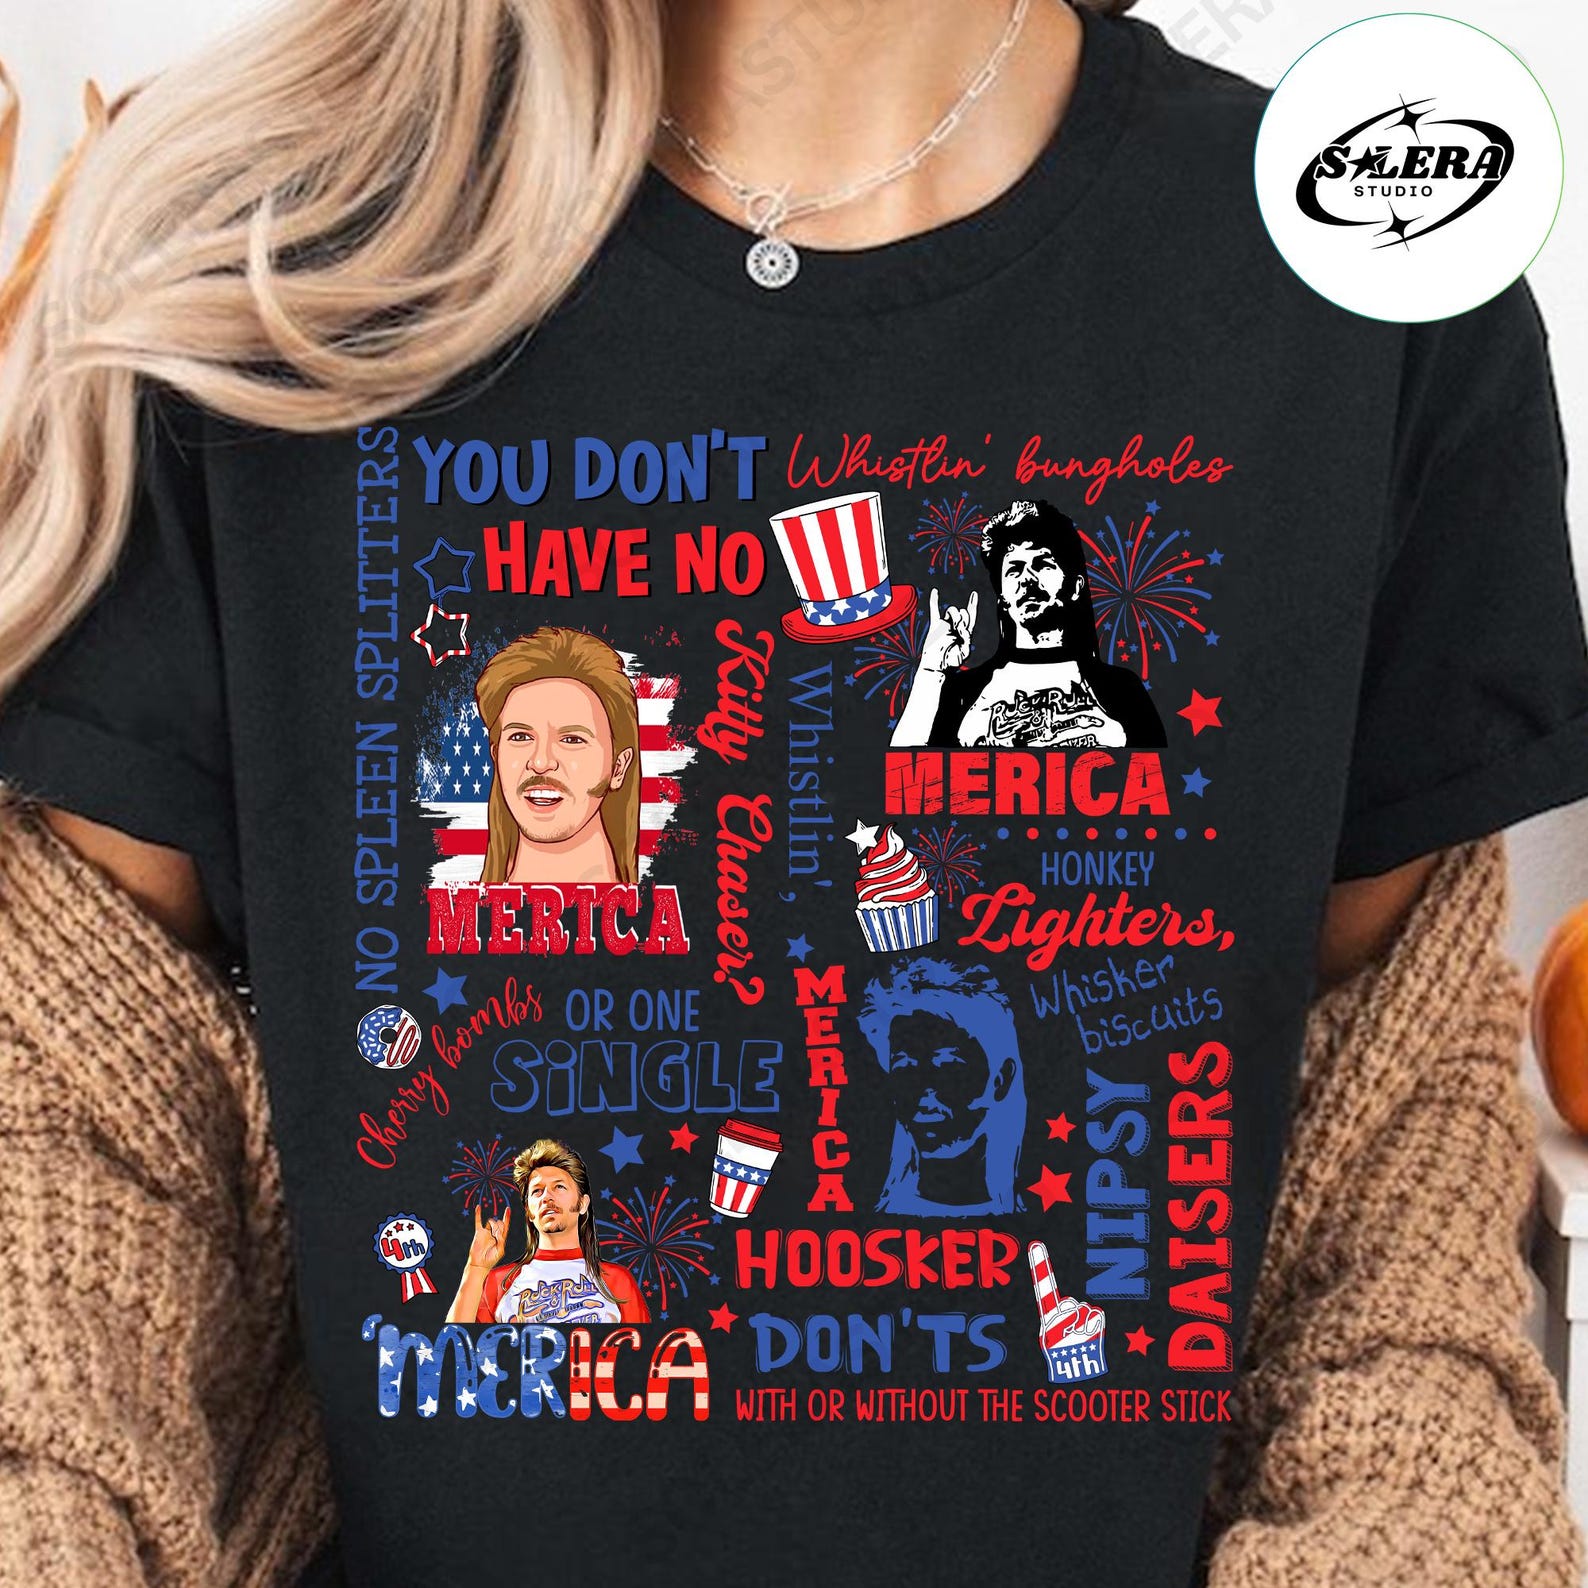 SOLERA
STUDIO
NO SPLEEN SPLITTERS
YOU DON'T
HAVE NO
Kitty Chaser?
Whistlin' bungholes
Whistlin',
MERICA
MERICA
HONKEY
Lighters,
Whisker
biscuits
Cherry bombs
OR ONE
SiNGLE
MERICA
NIPSY
DAISERS
HOOSKER
DON'TS
WITH OR WITHOUT THE SCOOTER STICK
4th
4th
'MERICA